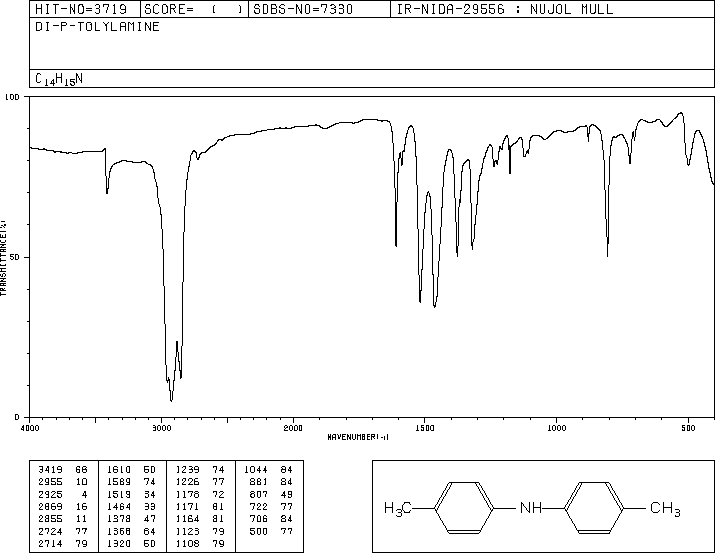 HIT-NO=3719 SCORE= ( ) SDBS-NO=7330 IR-NIDA-29556 : NUJOL MULL
DI-P-TOLYLAMINE
C14H15N
100
50
0
TRANSMITTANCE(%)
4000 3000 2000 1500 1000 500
WAVENUMBER(-1)
3419 66 1610 50 1239 74 1044 84
2955 10 1589 74 1226 77 881 84
2925 4 1519 34 1178 72 807 49
2869 16 1464 33 1171 81 722 77
2855 11 1378 47 1164 81 706 84
2724 77 1368 64 1123 79 500 77
2714 79 1320 50 1108 79
H3C NH CH3